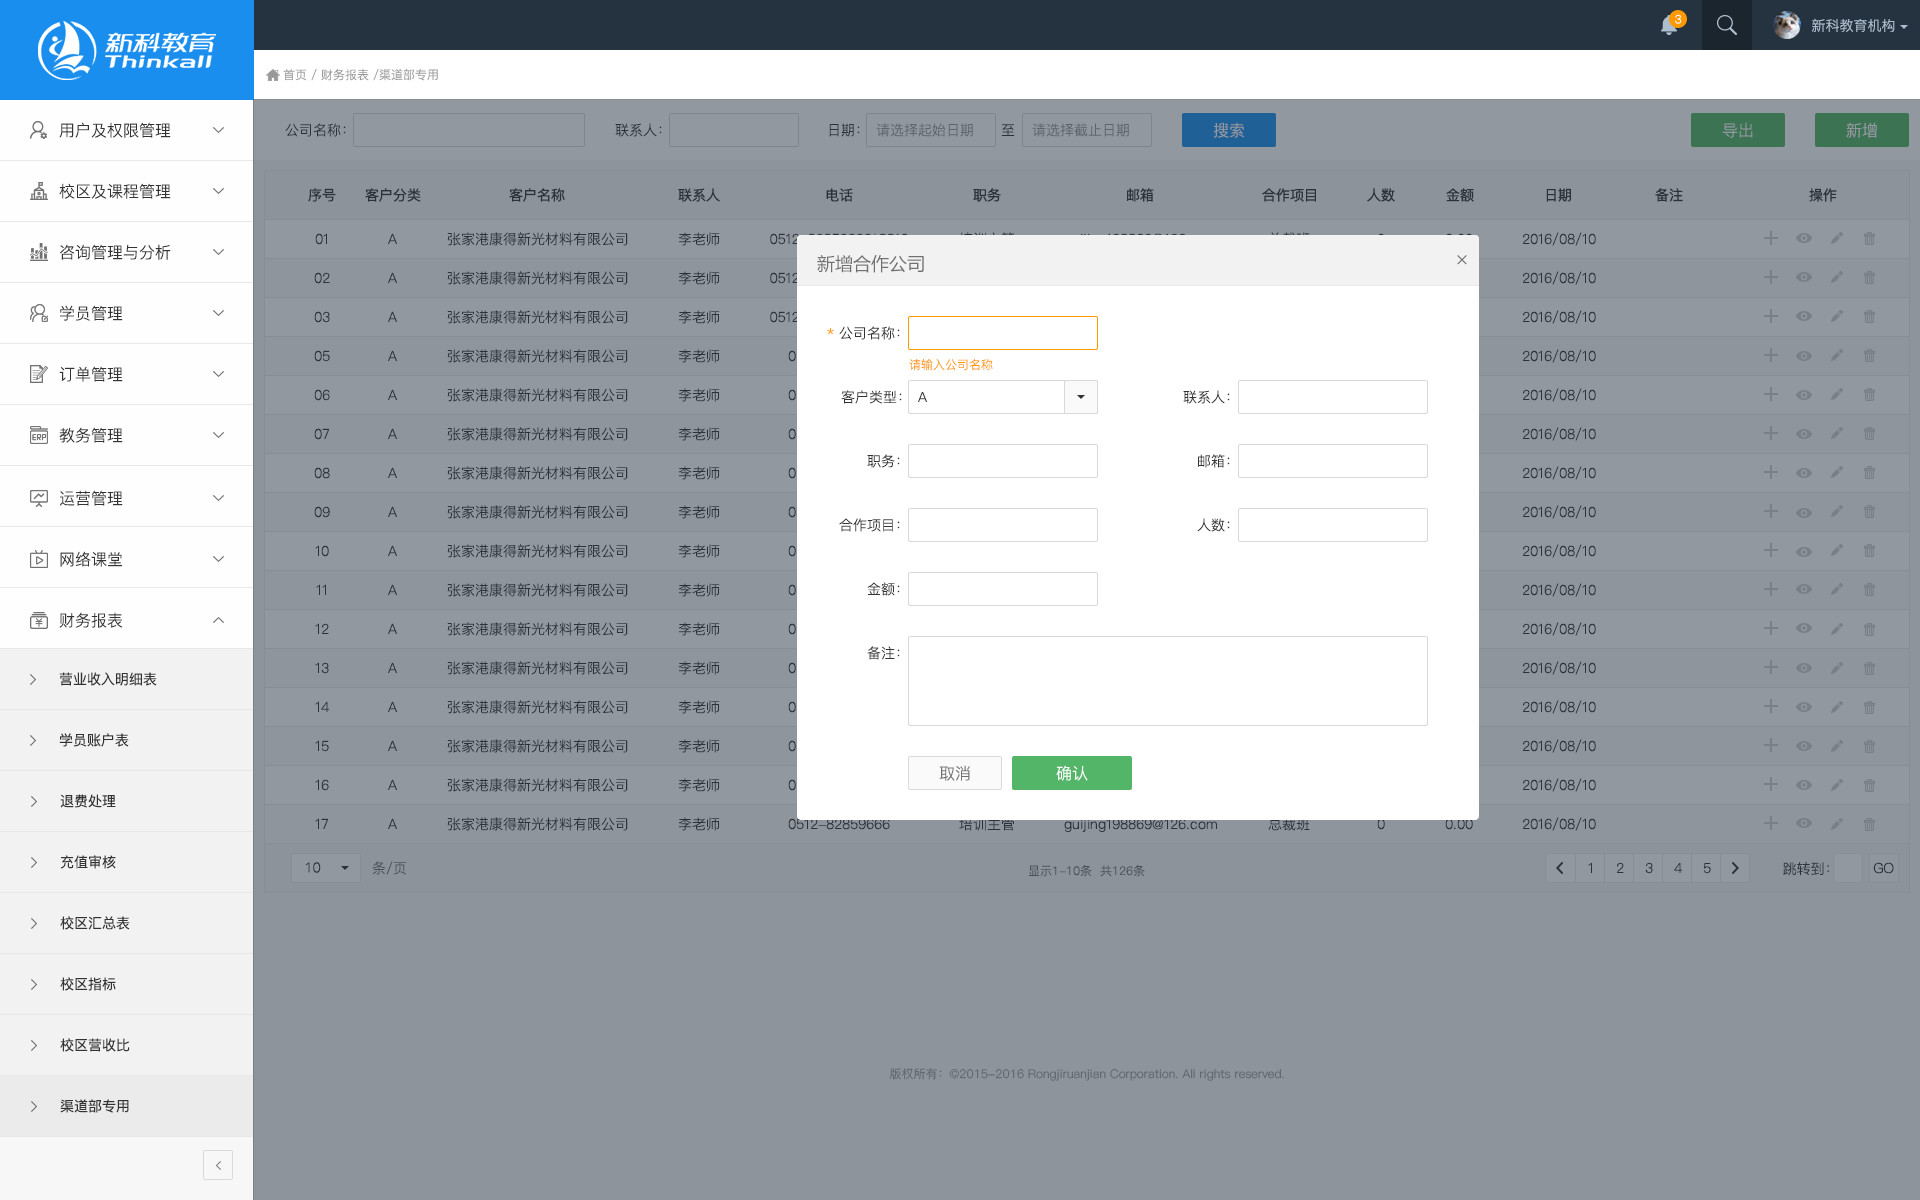 新科教育
Thinkall
3
新科教育机构
首页 / 财务报表 /渠道部专用
用户及权限管理
校区及课程管理
咨询管理与分析
学员管理
订单管理
ERP 教务管理
运营管理
网络课堂
财务报表
营业收入明细表
学员账户表
退费处理
充值审核
校区汇总表
校区指标
校区营收比
渠道部专用
公司名称: 联系人: 日期: 请选择起始日期 至 请选择截止日期 搜索 导出 新增
序号 客户分类 客户名称 联系人 电话 职务 邮箱 合作项目 人数 金额 日期 备注 操作
01 A 张家港康得新光材料有限公司 李老师 0512 2016/08/10
02 A 张家港康得新光材料有限公司 李老师 0512 2016/08/10
03 A 张家港康得新光材料有限公司 李老师 0512 2016/08/10
05 A 张家港康得新光材料有限公司 李老师 0 2016/08/10
06 A 张家港康得新光材料有限公司 李老师 0 2016/08/10
07 A 张家港康得新光材料有限公司 李老师 0 2016/08/10
08 A 张家港康得新光材料有限公司 李老师 0 2016/08/10
09 A 张家港康得新光材料有限公司 李老师 0 2016/08/10
10 A 张家港康得新光材料有限公司 李老师 0 2016/08/10
11 A 张家港康得新光材料有限公司 李老师 0 2016/08/10
12 A 张家港康得新光材料有限公司 李老师 0 2016/08/10
13 A 张家港康得新光材料有限公司 李老师 0 2016/08/10
14 A 张家港康得新光材料有限公司 李老师 0 2016/08/10
15 A 张家港康得新光材料有限公司 李老师 0 2016/08/10
16 A 张家港康得新光材料有限公司 李老师 0 2016/08/10
17 A 张家港康得新光材料有限公司 李老师 0512-82859666 培训主管 guijing198869@126.com 总裁班 0 0.00 2016/08/10
10 条/页 显示1-10条 共126条 1 2 3 4 5 跳转到: GO
新增合作公司
* 公司名称:
请输入公司名称
客户类型: A 联系人:
职务: 邮箱:
合作项目: 人数:
金额:
备注:
取消 确认
版权所有: ©2015-2016 Rongjiruanjian Corporation. All rights reserved.